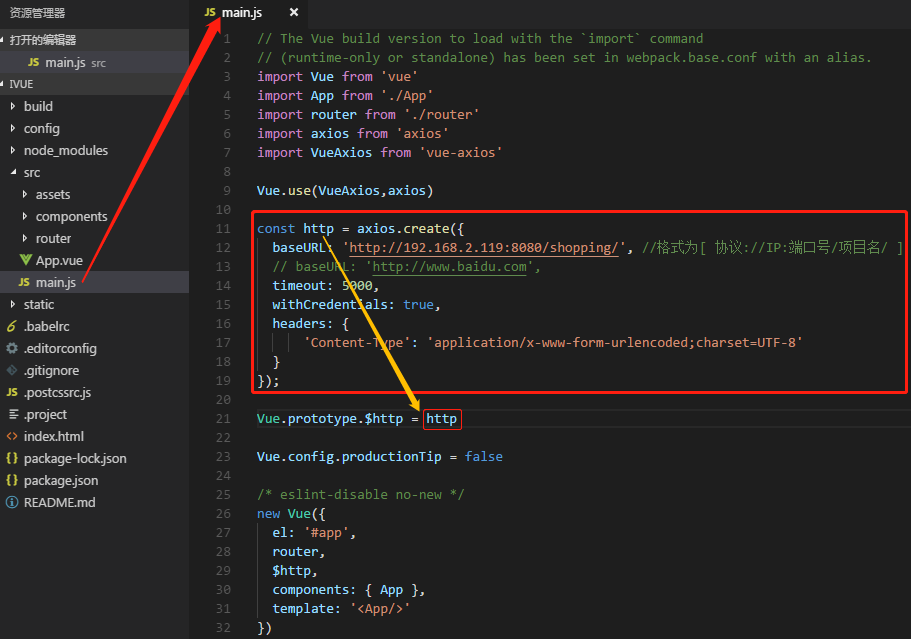 资源管理器
打开的编辑器
JS main.js src
IVUE
build
config
node_modules
src
assets
components
router
App.vue
JS main.js
static
.babelrc
.editorconfig
.gitignore
JS .postcssrc.js
.project
<> index.html
{} package-lock.json
{} package.json
README.md
JS main.js ×
1 // The Vue build version to load with the `import` command
2 // (runtime-only or standalone) has been set in webpack.base.conf with an alias.
3 import Vue from 'vue'
4 import App from './App'
5 import router from './router'
6 import axios from 'axios'
7 import VueAxios from 'vue-axios'
8
9 Vue.use(VueAxios,axios)
10
11 const http = axios.create({
12 baseURL: 'http://192.168.2.119:8080/shopping/', //格式为[ 协议://IP:端口号/项目名/ ]
13 // baseURL: 'http://www.baidu.com',
14 timeout: 5000,
15 withCredentials: true,
16 headers: {
17 'Content-Type': 'application/x-www-form-urlencoded;charset=UTF-8'
18 }
19 });
20
21 Vue.prototype.$http = http
22
23 Vue.config.productionTip = false
24
25 /* eslint-disable no-new */
26 new Vue({
27 el: '#app',
28 router,
29 $http,
30 components: { App },
31 template: '<App/>'
32 })